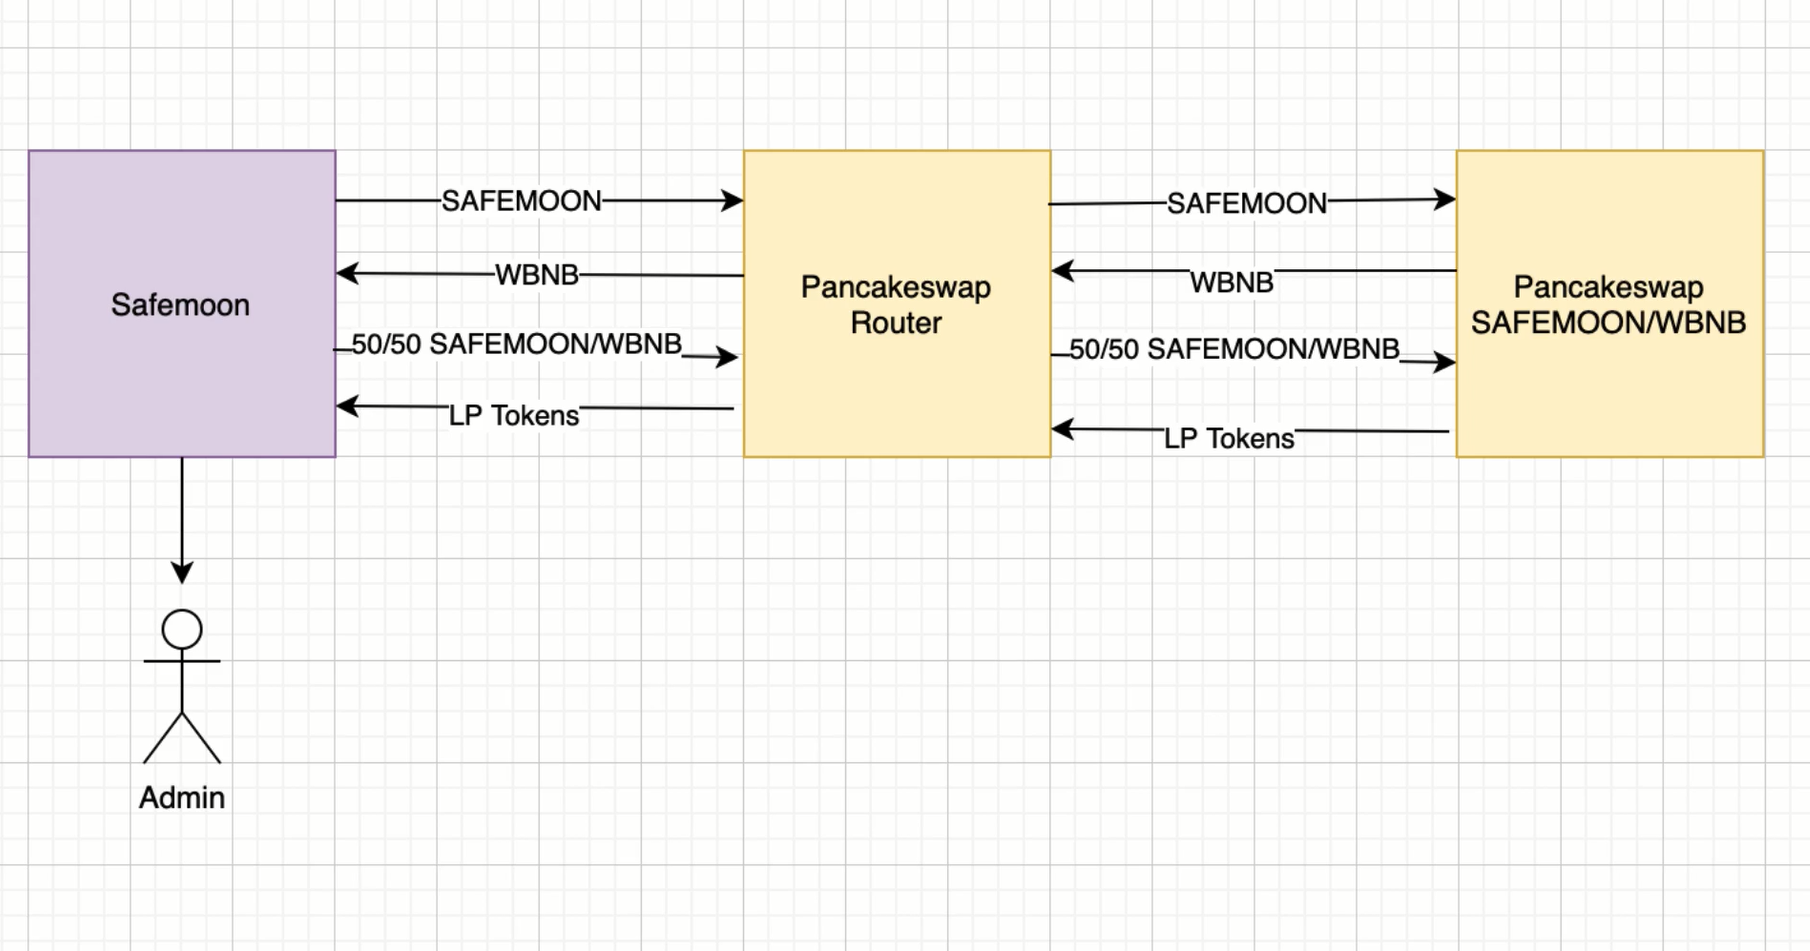 SAFEMOON
SAFEMOON
WBNB
WBNB
Safemoon
Pancakeswap
Router
Pancakeswap
SAFEMOON/WBNB
50/50 SAFEMOON/WBNB
50/50 SAFEMOON/WBNB
LP Tokens
LP Tokens
Admin